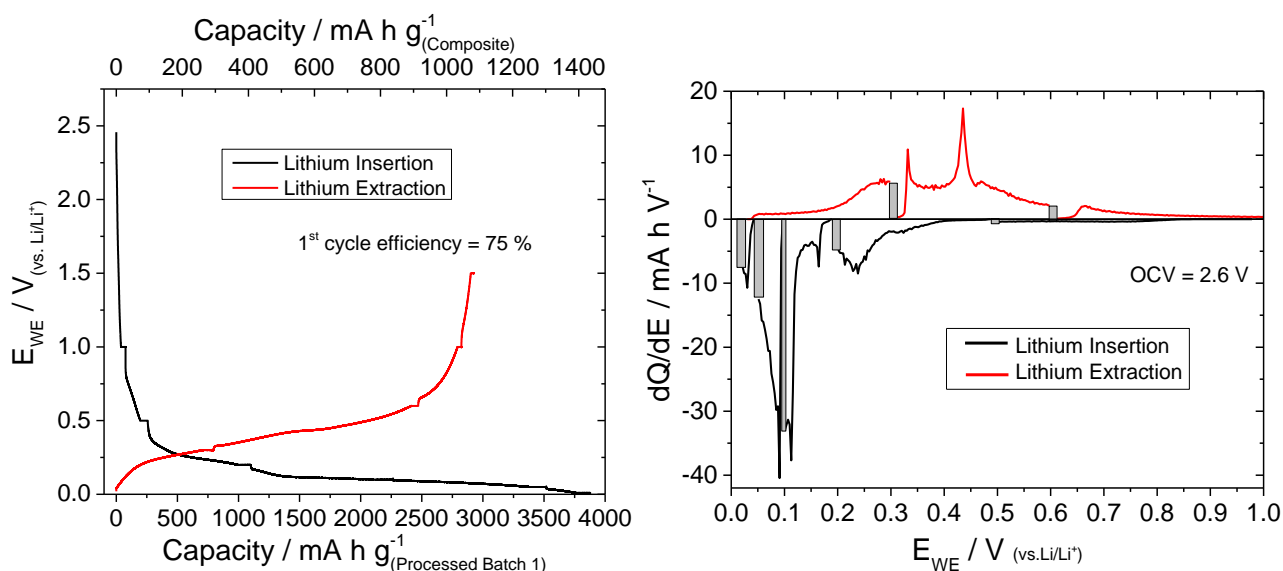 Capacity / mA h g⁻¹(Composite)
0 200 400 600 800 1000 1200 1400
2.5
2.0
1.5
1.0
0.5
0.0
E_WE / V (vs. Li/Li⁺)
Lithium Insertion
Lithium Extraction
1st cycle efficiency = 75 %
0 500 1000 1500 2000 2500 3000 3500 4000
Capacity / mA h g⁻¹(Processed Batch 1)
20
10
0
-10
-20
-30
-40
dQ/dE / mA h V⁻¹
OCV = 2.6 V
Lithium Insertion
Lithium Extraction
0.0 0.1 0.2 0.3 0.4 0.5 0.6 0.7 0.8 0.9 1.0
E_WE / V (vs.Li/Li⁺)